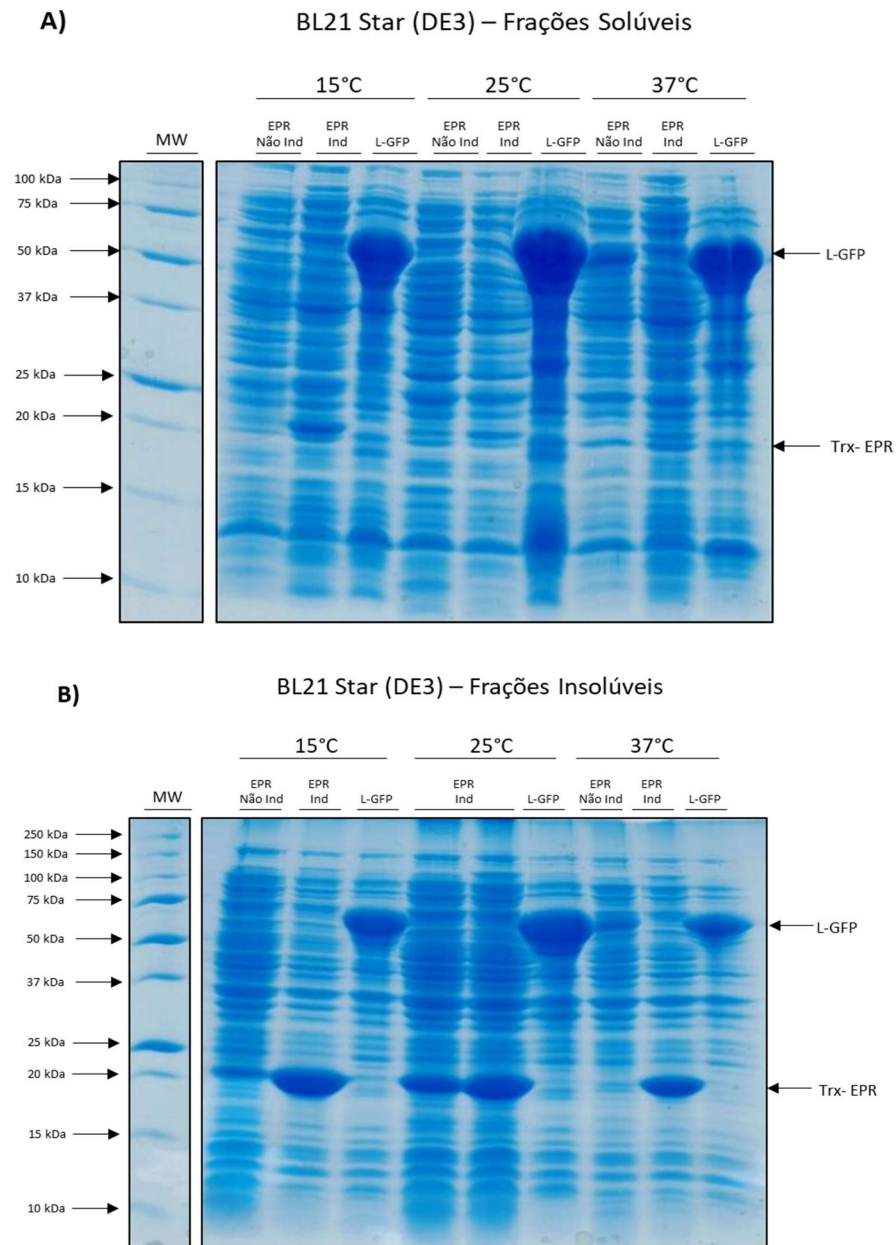 A)
BL21 Star (DE3) – Frações Solúveis
15°C
25°C
37°C
MW
EPR
Não Ind
EPR
Ind
L-GFP
EPR
Não Ind
EPR
Ind
L-GFP
EPR
Não Ind
EPR
Ind
L-GFP
100 kDa
75 kDa
50 kDa
37 kDa
25 kDa
20 kDa
15 kDa
10 kDa
L-GFP
Trx- EPR
B)
BL21 Star (DE3) – Frações Insolúveis
15°C
25°C
37°C
MW
EPR
Não Ind
EPR
Ind
L-GFP
EPR
Ind
L-GFP
EPR
Não Ind
EPR
Ind
L-GFP
250 kDa
150 kDa
100 kDa
75 kDa
50 kDa
37 kDa
25 kDa
20 kDa
15 kDa
10 kDa
L-GFP
Trx- EPR